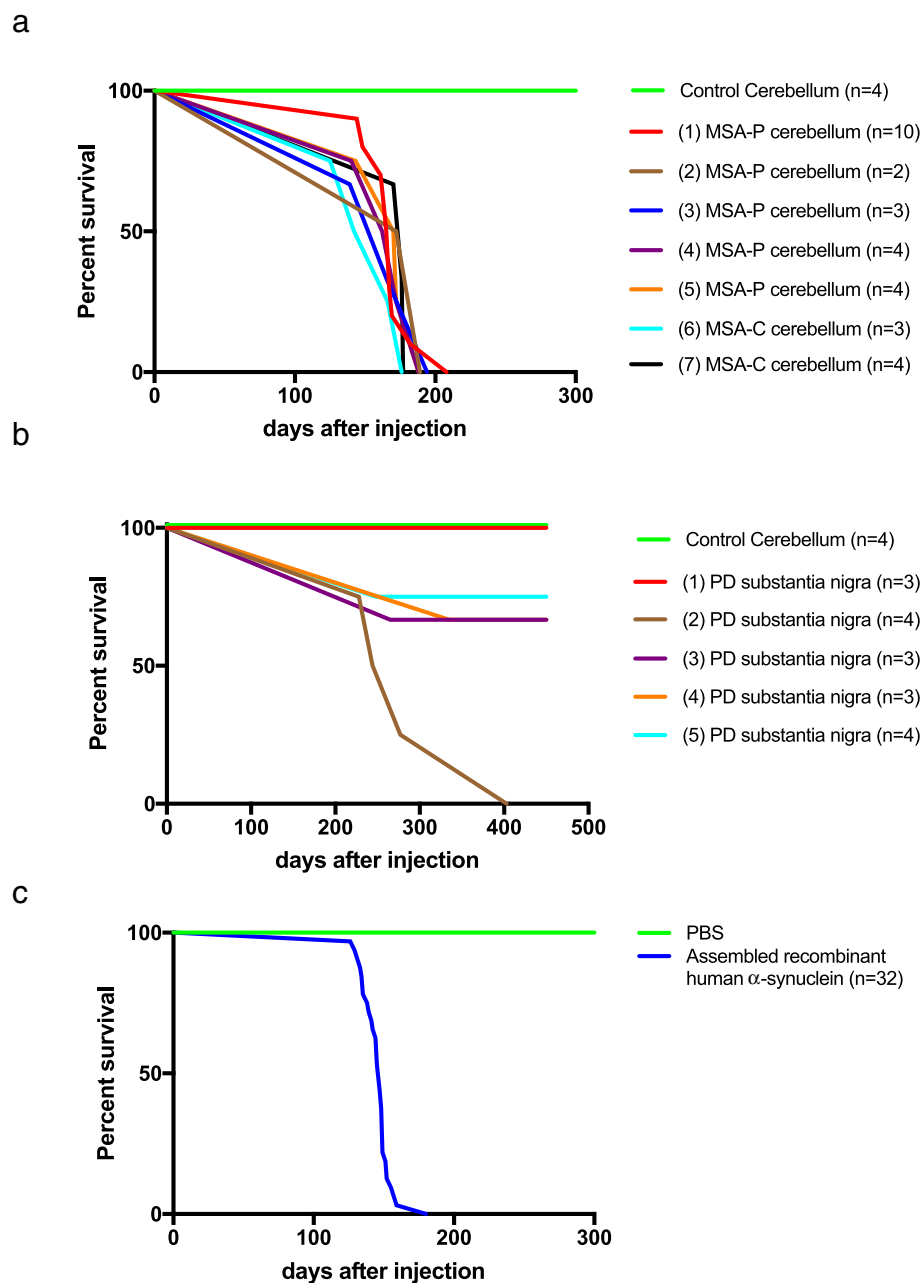 a
100
50
0
0
100
200
300
Percent survival
days after injection
Control Cerebellum (n=4)
(1) MSA-P cerebellum (n=10)
(2) MSA-P cerebellum (n=2)
(3) MSA-P cerebellum (n=3)
(4) MSA-P cerebellum (n=4)
(5) MSA-P cerebellum (n=4)
(6) MSA-C cerebellum (n=3)
(7) MSA-C cerebellum (n=4)
b
100
50
0
0
100
200
300
400
500
Percent survival
days after injection
Control Cerebellum (n=4)
(1) PD substantia nigra (n=3)
(2) PD substantia nigra (n=4)
(3) PD substantia nigra (n=3)
(4) PD substantia nigra (n=3)
(5) PD substantia nigra (n=4)
c
100
50
0
0
100
200
300
Percent survival
days after injection
PBS
Assembled recombinant
human α-synuclein (n=32)